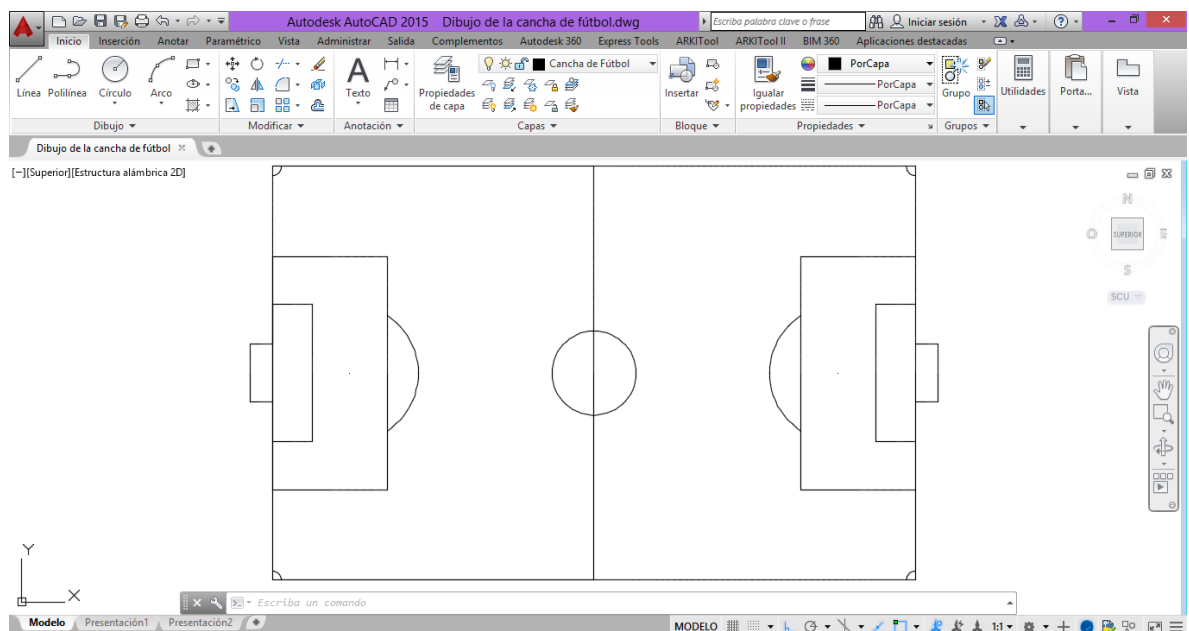 Autodesk AutoCAD 2015 Dibujo de la cancha de fútbol.dwg Escriba palabra clave o frase Iniciar sesión
Inicio Inserción Anotar Paramétrico Vista Administrar Salida Complementos Autodesk 360 Express Tools ARKITool ARKITool II BIM 360 Aplicaciones destacadas
Cancha de Fútbol PorCapa
Línea Polilínea Círculo Arco Texto Propiedades de capa Insertar Igualar propiedades PorCapa Grupo Utilidades Porta... Vista
PorCapa
Dibujo Modificar Anotación Capas Bloque Propiedades Grupos
Dibujo de la cancha de fútbol
[−][Superior][Estructura alámbrica 2D]
N
O SUPERIOR E
S
SCU
Y
X
Escriba un comando
Modelo Presentación1 Presentación2 MODELO 1:1